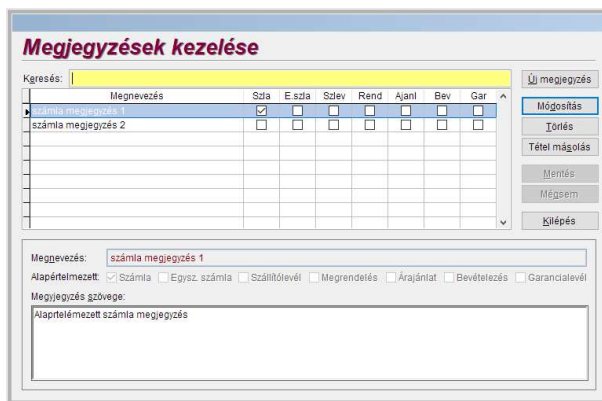 Megjegyzések kezelése
Keresés:
Új megjegyzés
Megnevezés Szla E.szla Szlev Rend Ajanl Bev Gar
számla megjegyzés 1
Módosítás
számla megjegyzés 2
Törlés
Tétel másolás
Mentés
Mégsem
Kilépés
Megnevezés: számla megjegyzés 1
Alapértelmezett: Számla Egysz. számla Szállítólevél Megrendelés Árajánlat Bevételezés Garancialevél
Megyjegyzés szövege:
Alaprtelémezett számla megjegyzés